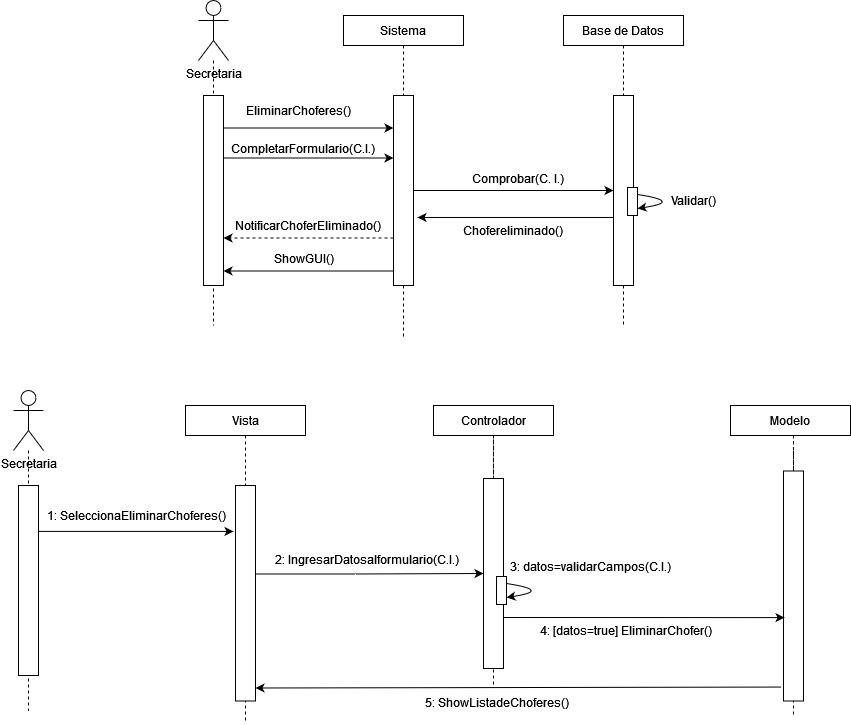 Sistema
Base de Datos
Secretaria
EliminarChoferes()
CompletarFormulario(C.I.)
Comprobar(C. I.)
Validar()
NotificarChoferEliminado()
Chofereliminado()
ShowGUI()
Vista
Controlador
Modelo
Secretaria
1: SeleccionaEliminarChoferes()
2: IngresarDatosalformulario(C.I.)
3: datos=validarCampos(C.I.)
4: [datos=true] EliminarChofer()
5: ShowListadeChoferes()